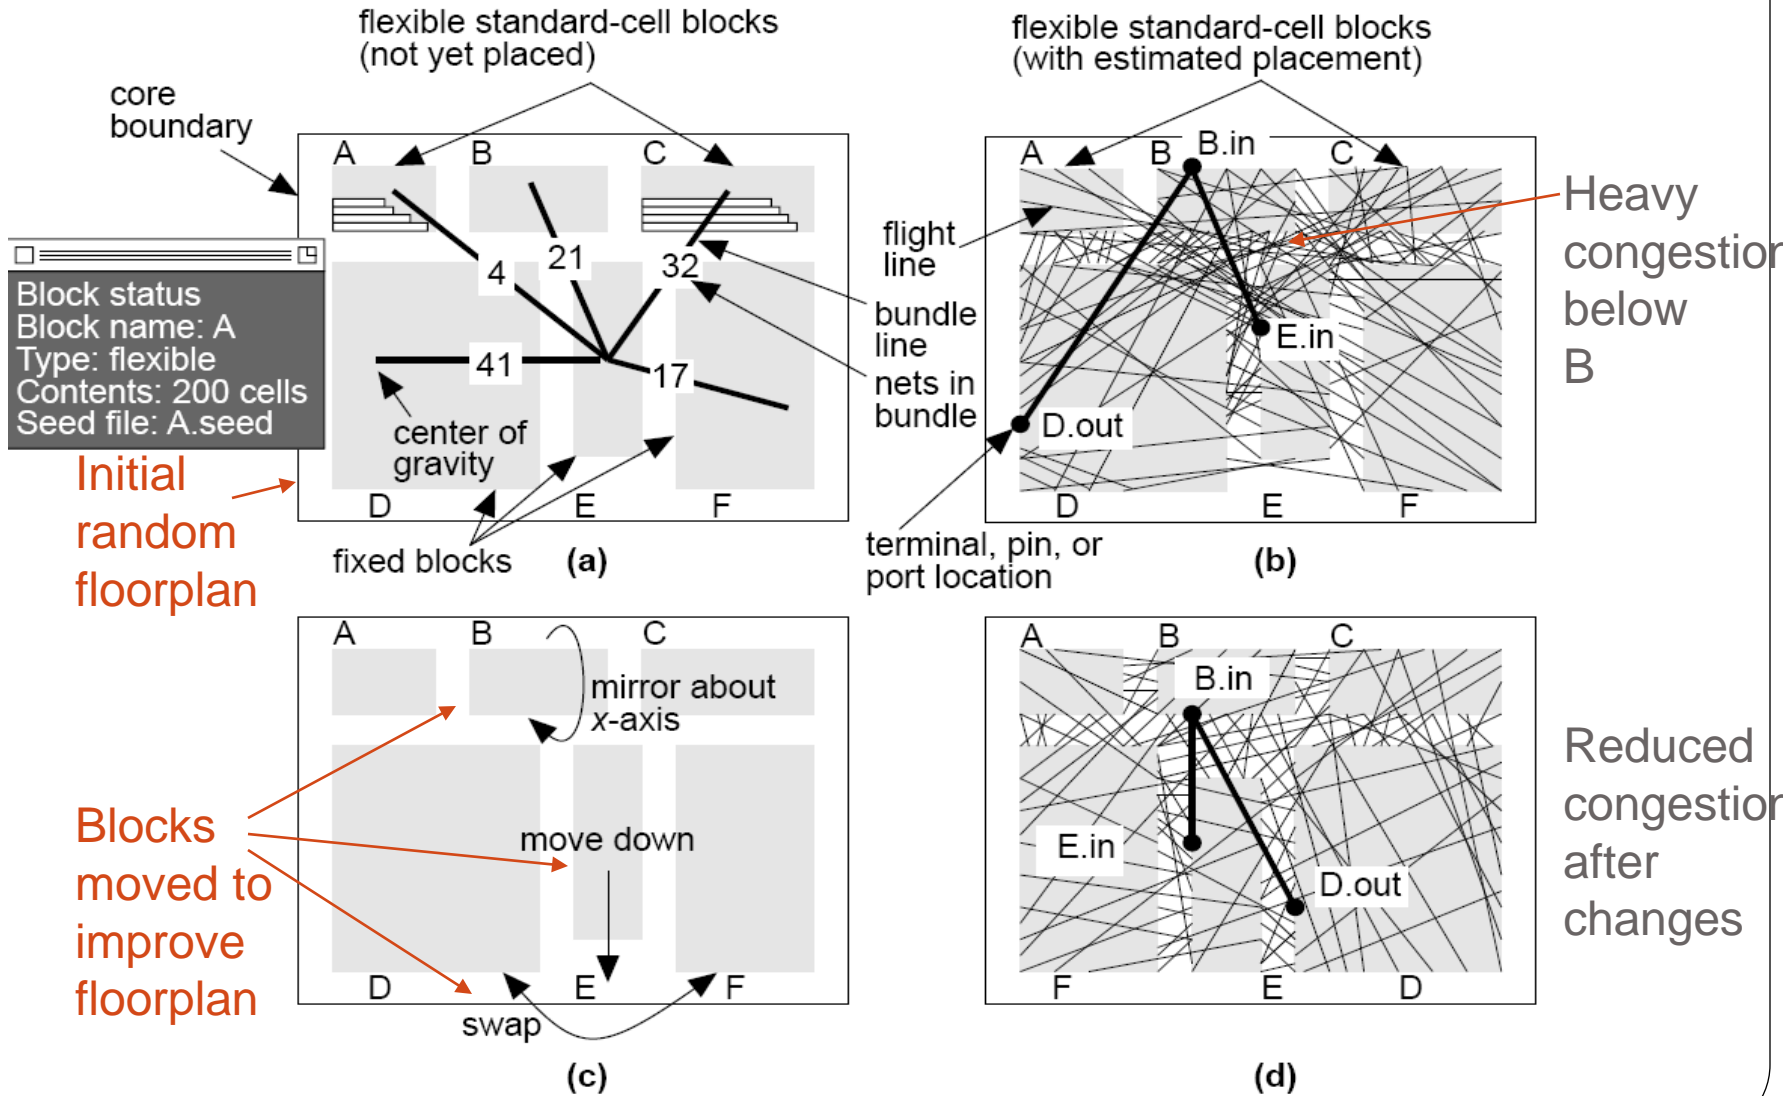 flexible standard-cell blocks
(not yet placed)
core
boundary
A
B
C
4
21
32
41
17
Block status
Block name: A
Type: flexible
Contents: 200 cells
Seed file: A.seed
center of
gravity
D
E
F
fixed blocks
(a)
Initial
random
floorplan
flexible standard-cell blocks
(with estimated placement)
A
B
B.in
C
flight
line
bundle
line
nets in
bundle
E.in
D.out
D
E
F
terminal, pin, or
port location
(b)
Heavy
congestion
below
B
A
B
C
mirror about
x-axis
move down
D
E
F
swap
(c)
Blocks
moved to
improve
floorplan
A
B
C
B.in
E.in
D.out
F
E
D
(d)
Reduced
congestion
after
changes